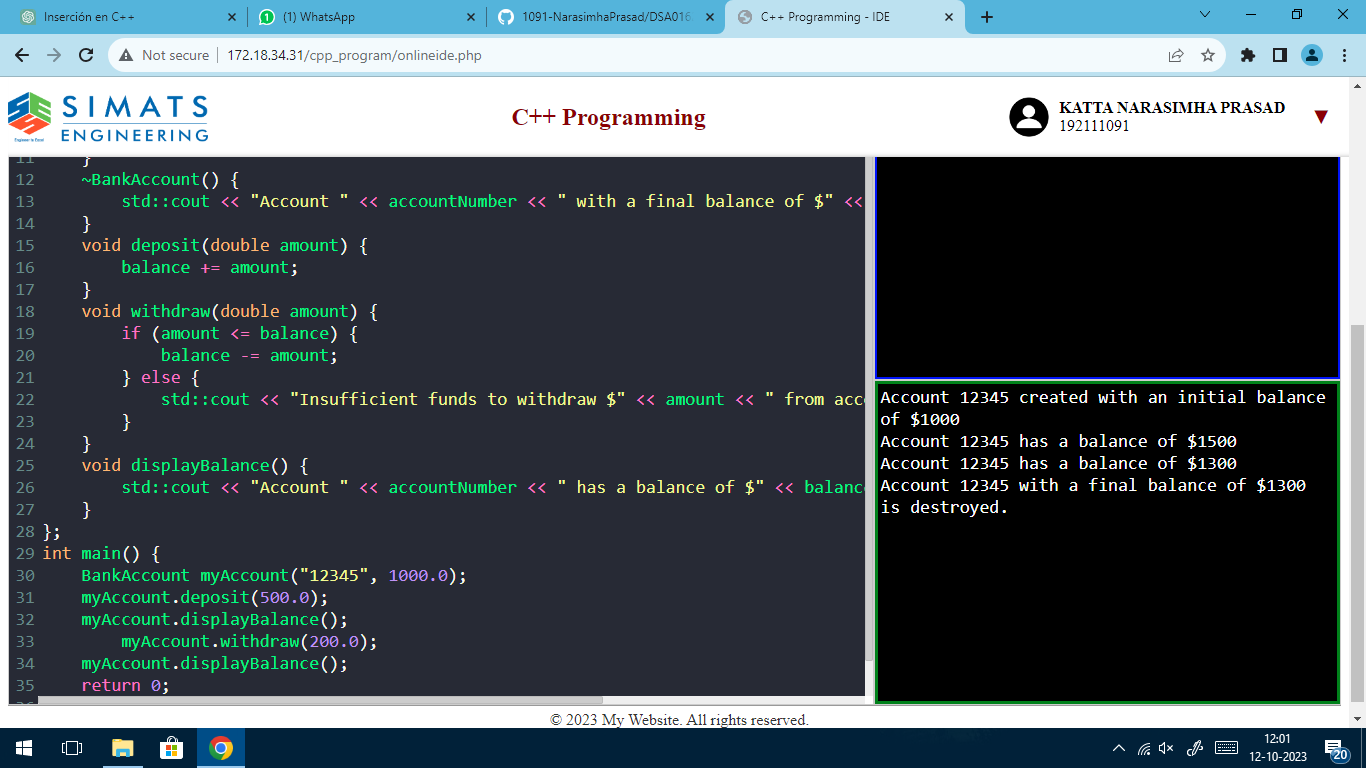 Inserción en C++
(1) WhatsApp
1091-NarasimhaPrasad/DSA016
C++ Programming - IDE
Not secure
172.18.34.31/cpp_program/onlineide.php
SIMATS
ENGINEERING
Engineer to Excel
C++ Programming
KATTA NARASIMHA PRASAD
192111091
11 }
12 ~BankAccount() {
13 std::cout << "Account " << accountNumber << " with a final balance of $" <<
14 }
15 void deposit(double amount) {
16 balance += amount;
17 }
18 void withdraw(double amount) {
19 if (amount <= balance) {
20 balance -= amount;
21 } else {
22 std::cout << "Insufficient funds to withdraw $" << amount << " from acc
23 }
24 }
25 void displayBalance() {
26 std::cout << "Account " << accountNumber << " has a balance of $" << balanc
27 }
28 };
29 int main() {
30 BankAccount myAccount("12345", 1000.0);
31 myAccount.deposit(500.0);
32 myAccount.displayBalance();
33 myAccount.withdraw(200.0);
34 myAccount.displayBalance();
35 return 0;
Account 12345 created with an initial balance
of $1000
Account 12345 has a balance of $1500
Account 12345 has a balance of $1300
Account 12345 with a final balance of $1300
is destroyed.
© 2023 My Website. All rights reserved.
12:01
12-10-2023
20